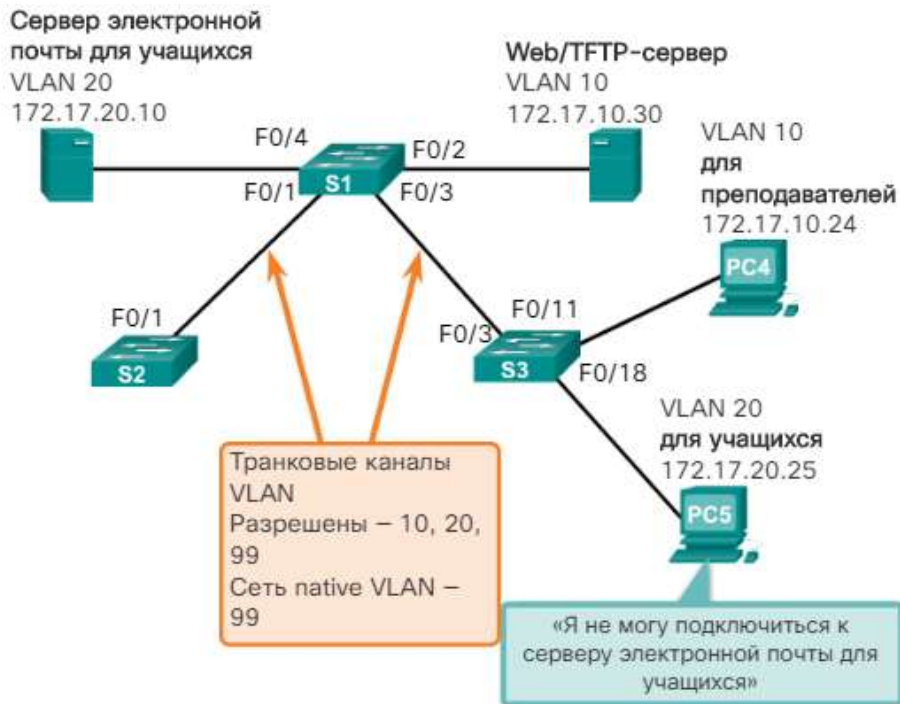 Сервер электронной
почты для учащихся
VLAN 20
172.17.20.10
Web/TFTP-сервер
VLAN 10
172.17.10.30
VLAN 10
для
преподавателей
172.17.10.24
F0/4
F0/2
S1
F0/1
F0/3
PC4
F0/1
F0/11
F0/3
S2
S3
F0/18
VLAN 20
для учащихся
172.17.20.25
PC5
Транковые каналы
VLAN
Разрешены – 10, 20,
99
Сеть native VLAN –
99
«Я не могу подключиться к
серверу электронной почты для
учащихся»